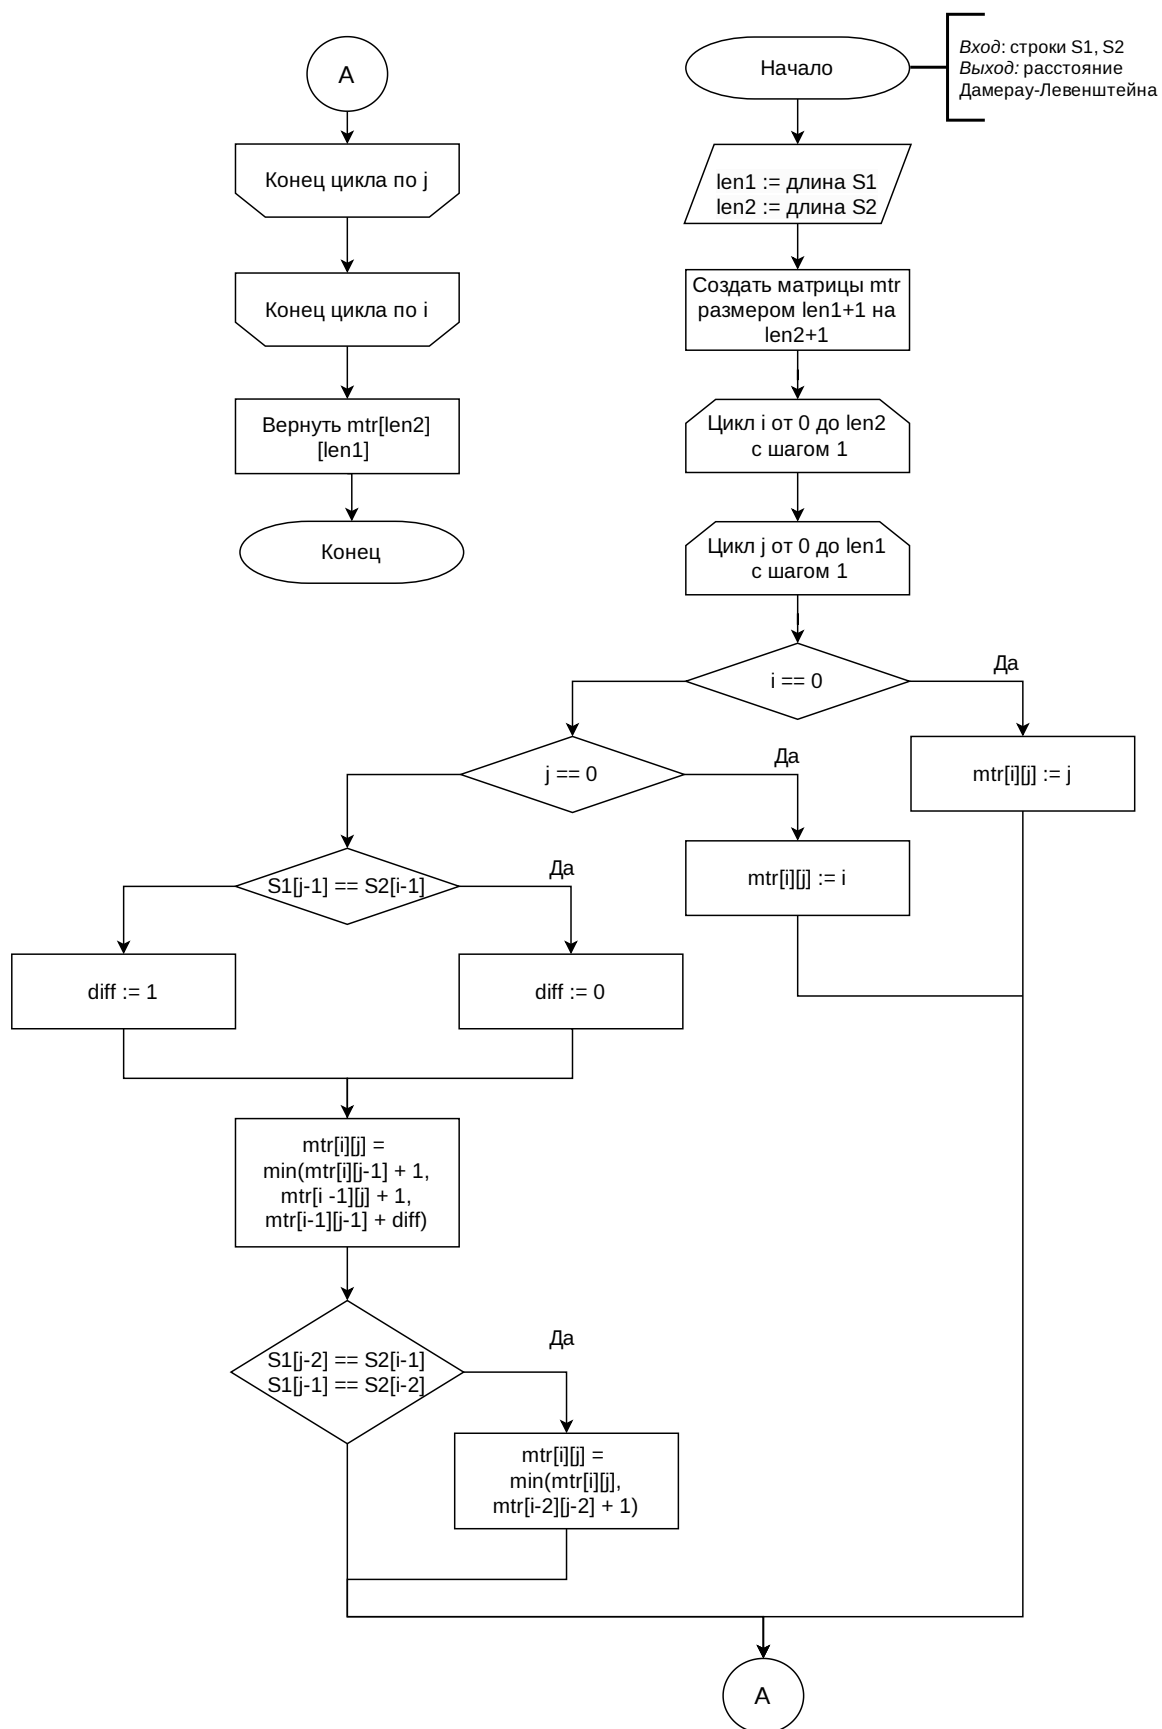 А
Конец цикла по j
Конец цикла по i
Вернуть mtr[len2]
[len1]
Конец
Начало
Вход: строки S1, S2
Выход: расстояние
Дамерау-Левенштейна
len1 := длина S1
len2 := длина S2
Создать матрицы mtr
размером len1+1 на
len2+1
Цикл i от 0 до len2
с шагом 1
Цикл j от 0 до len1
с шагом 1
i == 0
Да
mtr[i][j] := j
j == 0
Да
mtr[i][j] := i
S1[j-1] == S2[i-1]
Да
diff := 1
diff := 0
mtr[i][j] =
min(mtr[i][j-1] + 1,
mtr[i -1][j] + 1,
mtr[i-1][j-1] + diff)
S1[j-2] == S2[i-1]
S1[j-1] == S2[i-2]
Да
mtr[i][j] =
min(mtr[i][j],
mtr[i-2][j-2] + 1)
А